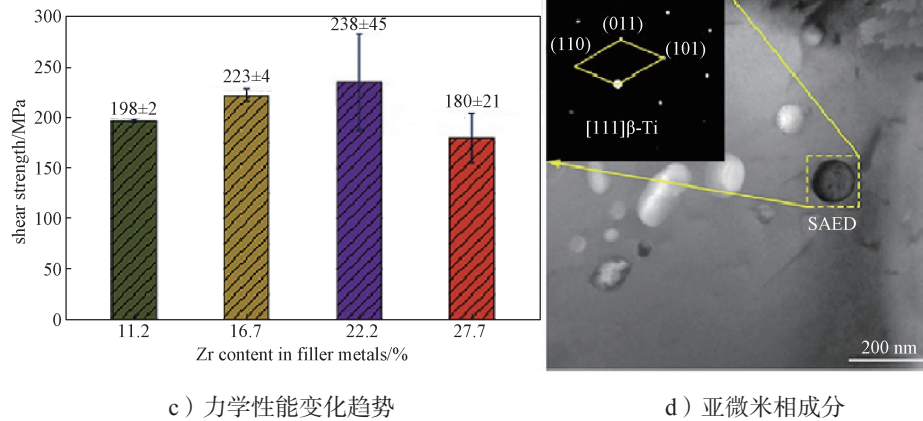 300
250
200
150
100
50
0
shear strength/MPa
198±2
223±4
238±45
180±21
11.2
16.7
22.2
27.7
Zr content in filler metals/%
(011)
(110)
(101)
[111]β-Ti
SAED
200 nm
c）力学性能变化趋势
d）亚微米相成分